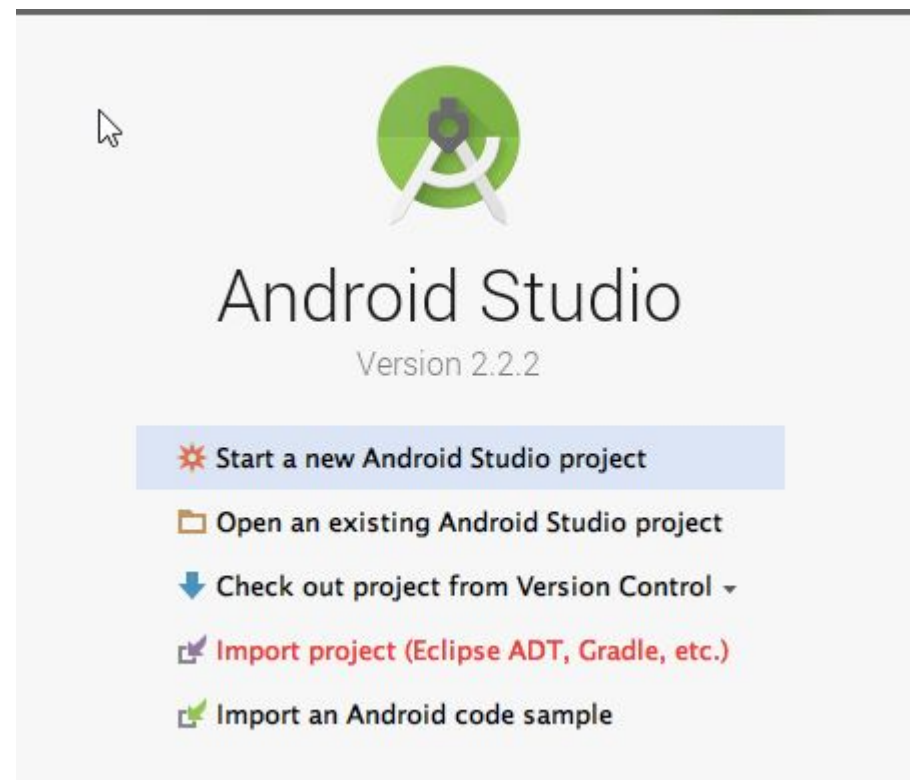 Android Studio
Version 2.2.2
Start a new Android Studio project
Open an existing Android Studio project
Check out project from Version Control
Import project (Eclipse ADT, Gradle, etc.)
Import an Android code sample